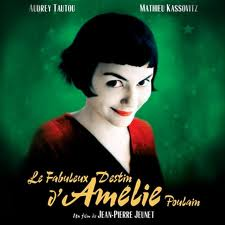 AUDREY TAUTOU MATHIEU KASSOVITZ
Le Fabuleux Destin
d'Amélie Poulain
Un film de JEAN-PIERRE JEUNET